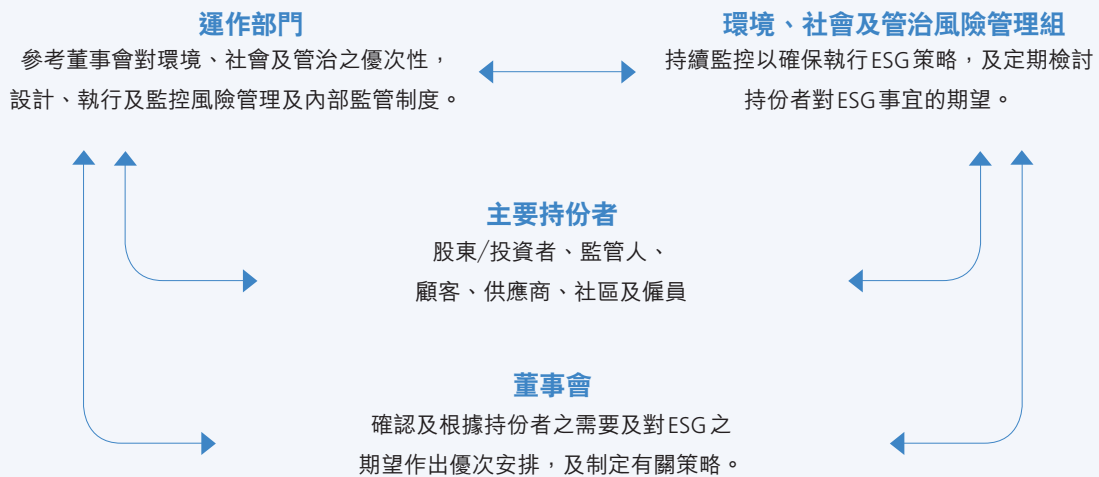 運作部門
參考董事會對環境、社會及管治之優次性，
設計、執行及監控風險管理及內部監管制度。
環境、社會及管治風險管理組
持續監控以確保執行ESG策略，及定期檢討
持份者對ESG事宜的期望。
主要持份者
股東/投資者、監管人、
顧客、供應商、社區及僱員
董事會
確認及根據持份者之需要及對ESG之
期望作出優次安排，及制定有關策略。